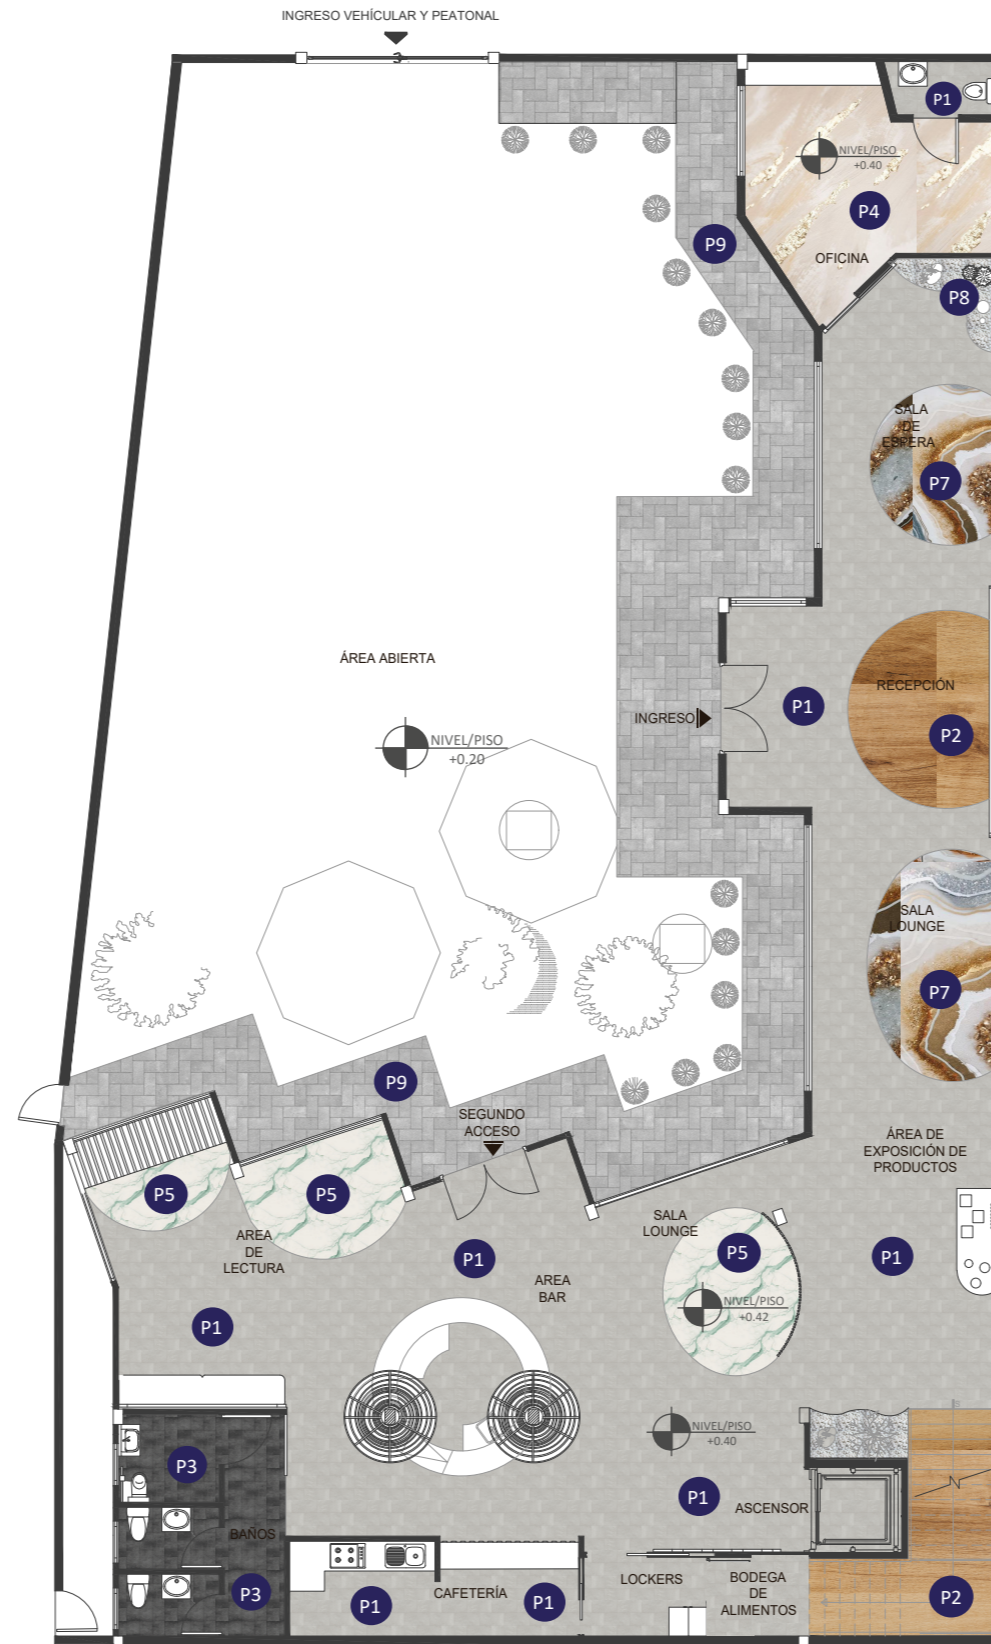 INGRESO VEHÍCULAR Y PEATONAL
P1
NIVEL/PISO
+0.40
P4
P9
OFICINA
P8
SALA
DE
ESPERA
P7
ÁREA ABIERTA
RECEPCIÓN
P1
INGRESO
P2
NIVEL/PISO
+0.20
SALA
LOUNGE
P7
P9
SEGUNDO
ACCESO
ÁREA DE
EXPOSICIÓN DE
PRODUCTOS
P5
P5
SALA
LOUNGE
AREA
DE
LECTURA
P5
P1
P1
AREA
BAR
NIVEL/PISO
+0.42
P1
NIVEL/PISO
+0.40
P3
P1
ASCENSOR
BAÑOS
LOCKERS
BODEGA
DE
ALIMENTOS
CAFETERÍA
P3
P1
P1
P2